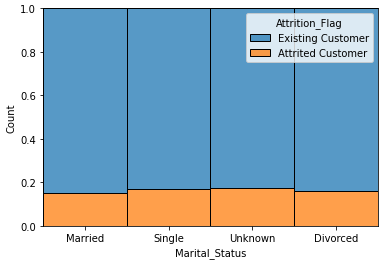 1.0
0.8
0.6
0.4
0.2
0.0
Count
Attrition_Flag
Existing Customer
Attrited Customer
Married Single Unknown Divorced
Marital_Status